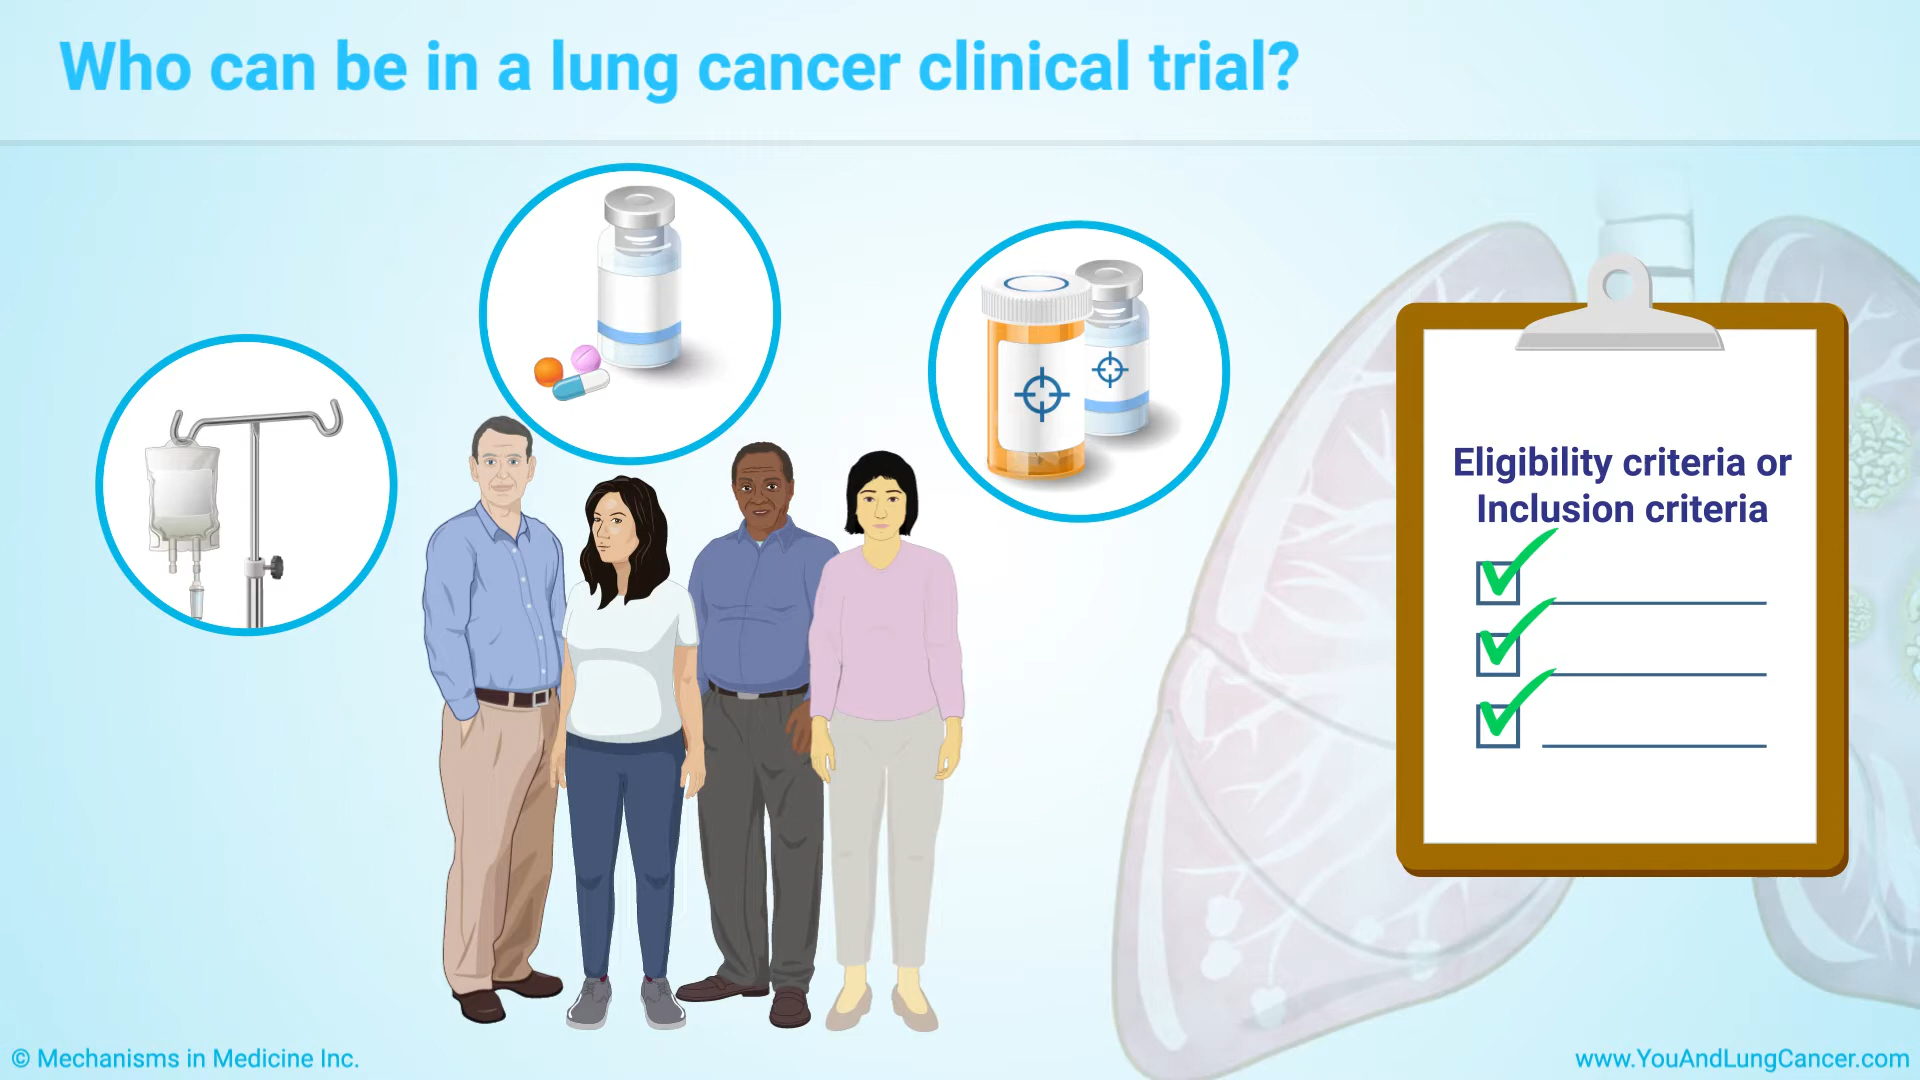 Who can be in a lung cancer clinical trial?
Eligibility criteria or
Inclusion criteria
© Mechanisms in Medicine Inc.
www.YouAndLungCancer.com